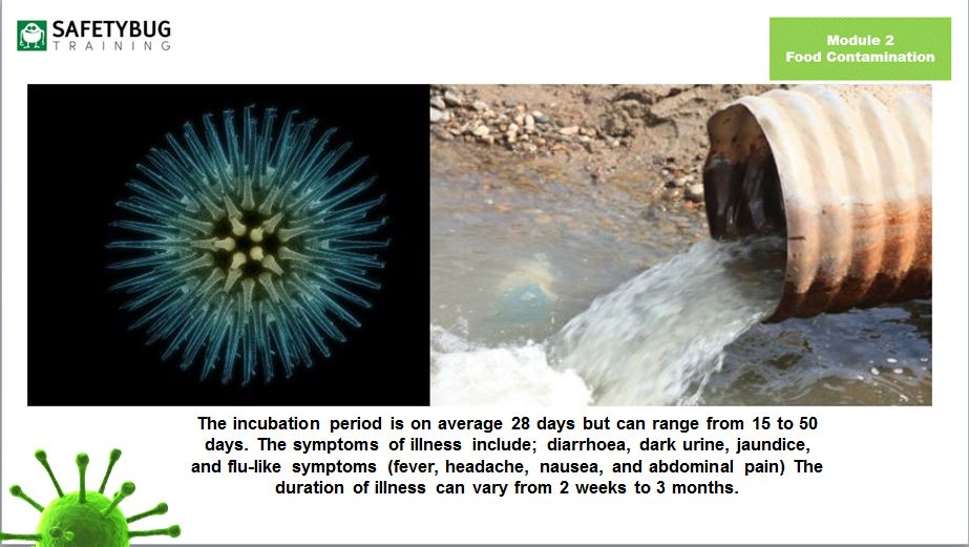 SAFETYBUG
TRAINING
Module 2
Food Contamination
The incubation period is on average 28 days but can range from 15 to 50
days. The symptoms of illness include; diarrhoea, dark urine, jaundice,
and flu-like symptoms (fever, headache, nausea, and abdominal pain) The
duration of illness can vary from 2 weeks to 3 months.